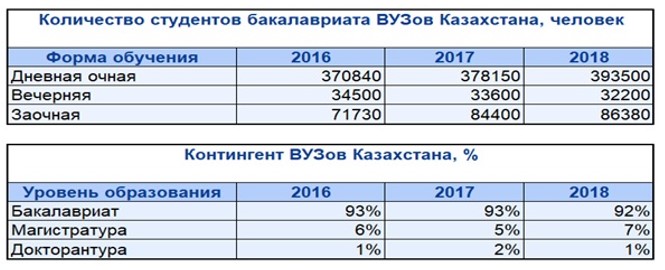 Количество студентов бакалавриата ВУЗов Казахстана, человек
Форма обучения 2016 2017 2018
Дневная очная 370840 378150 393500
Вечерняя 34500 33600 32200
Заочная 71730 84400 86380
Контингент ВУЗов Казахстана, %
Уровень образования 2016 2017 2018
Бакалавриат 93% 93% 92%
Магистратура 6% 5% 7%
Докторантура 1% 2% 1%